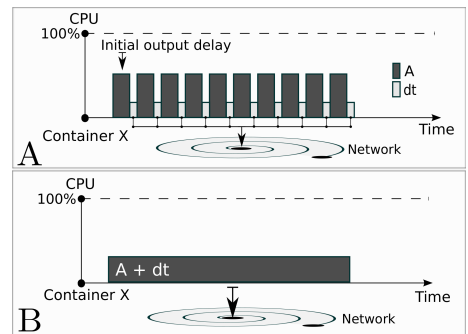 CPU
100%
Initial output delay
A
dt
Container X
Time
A
Network
CPU
100%
A + dt
Container X
Time
B
Network